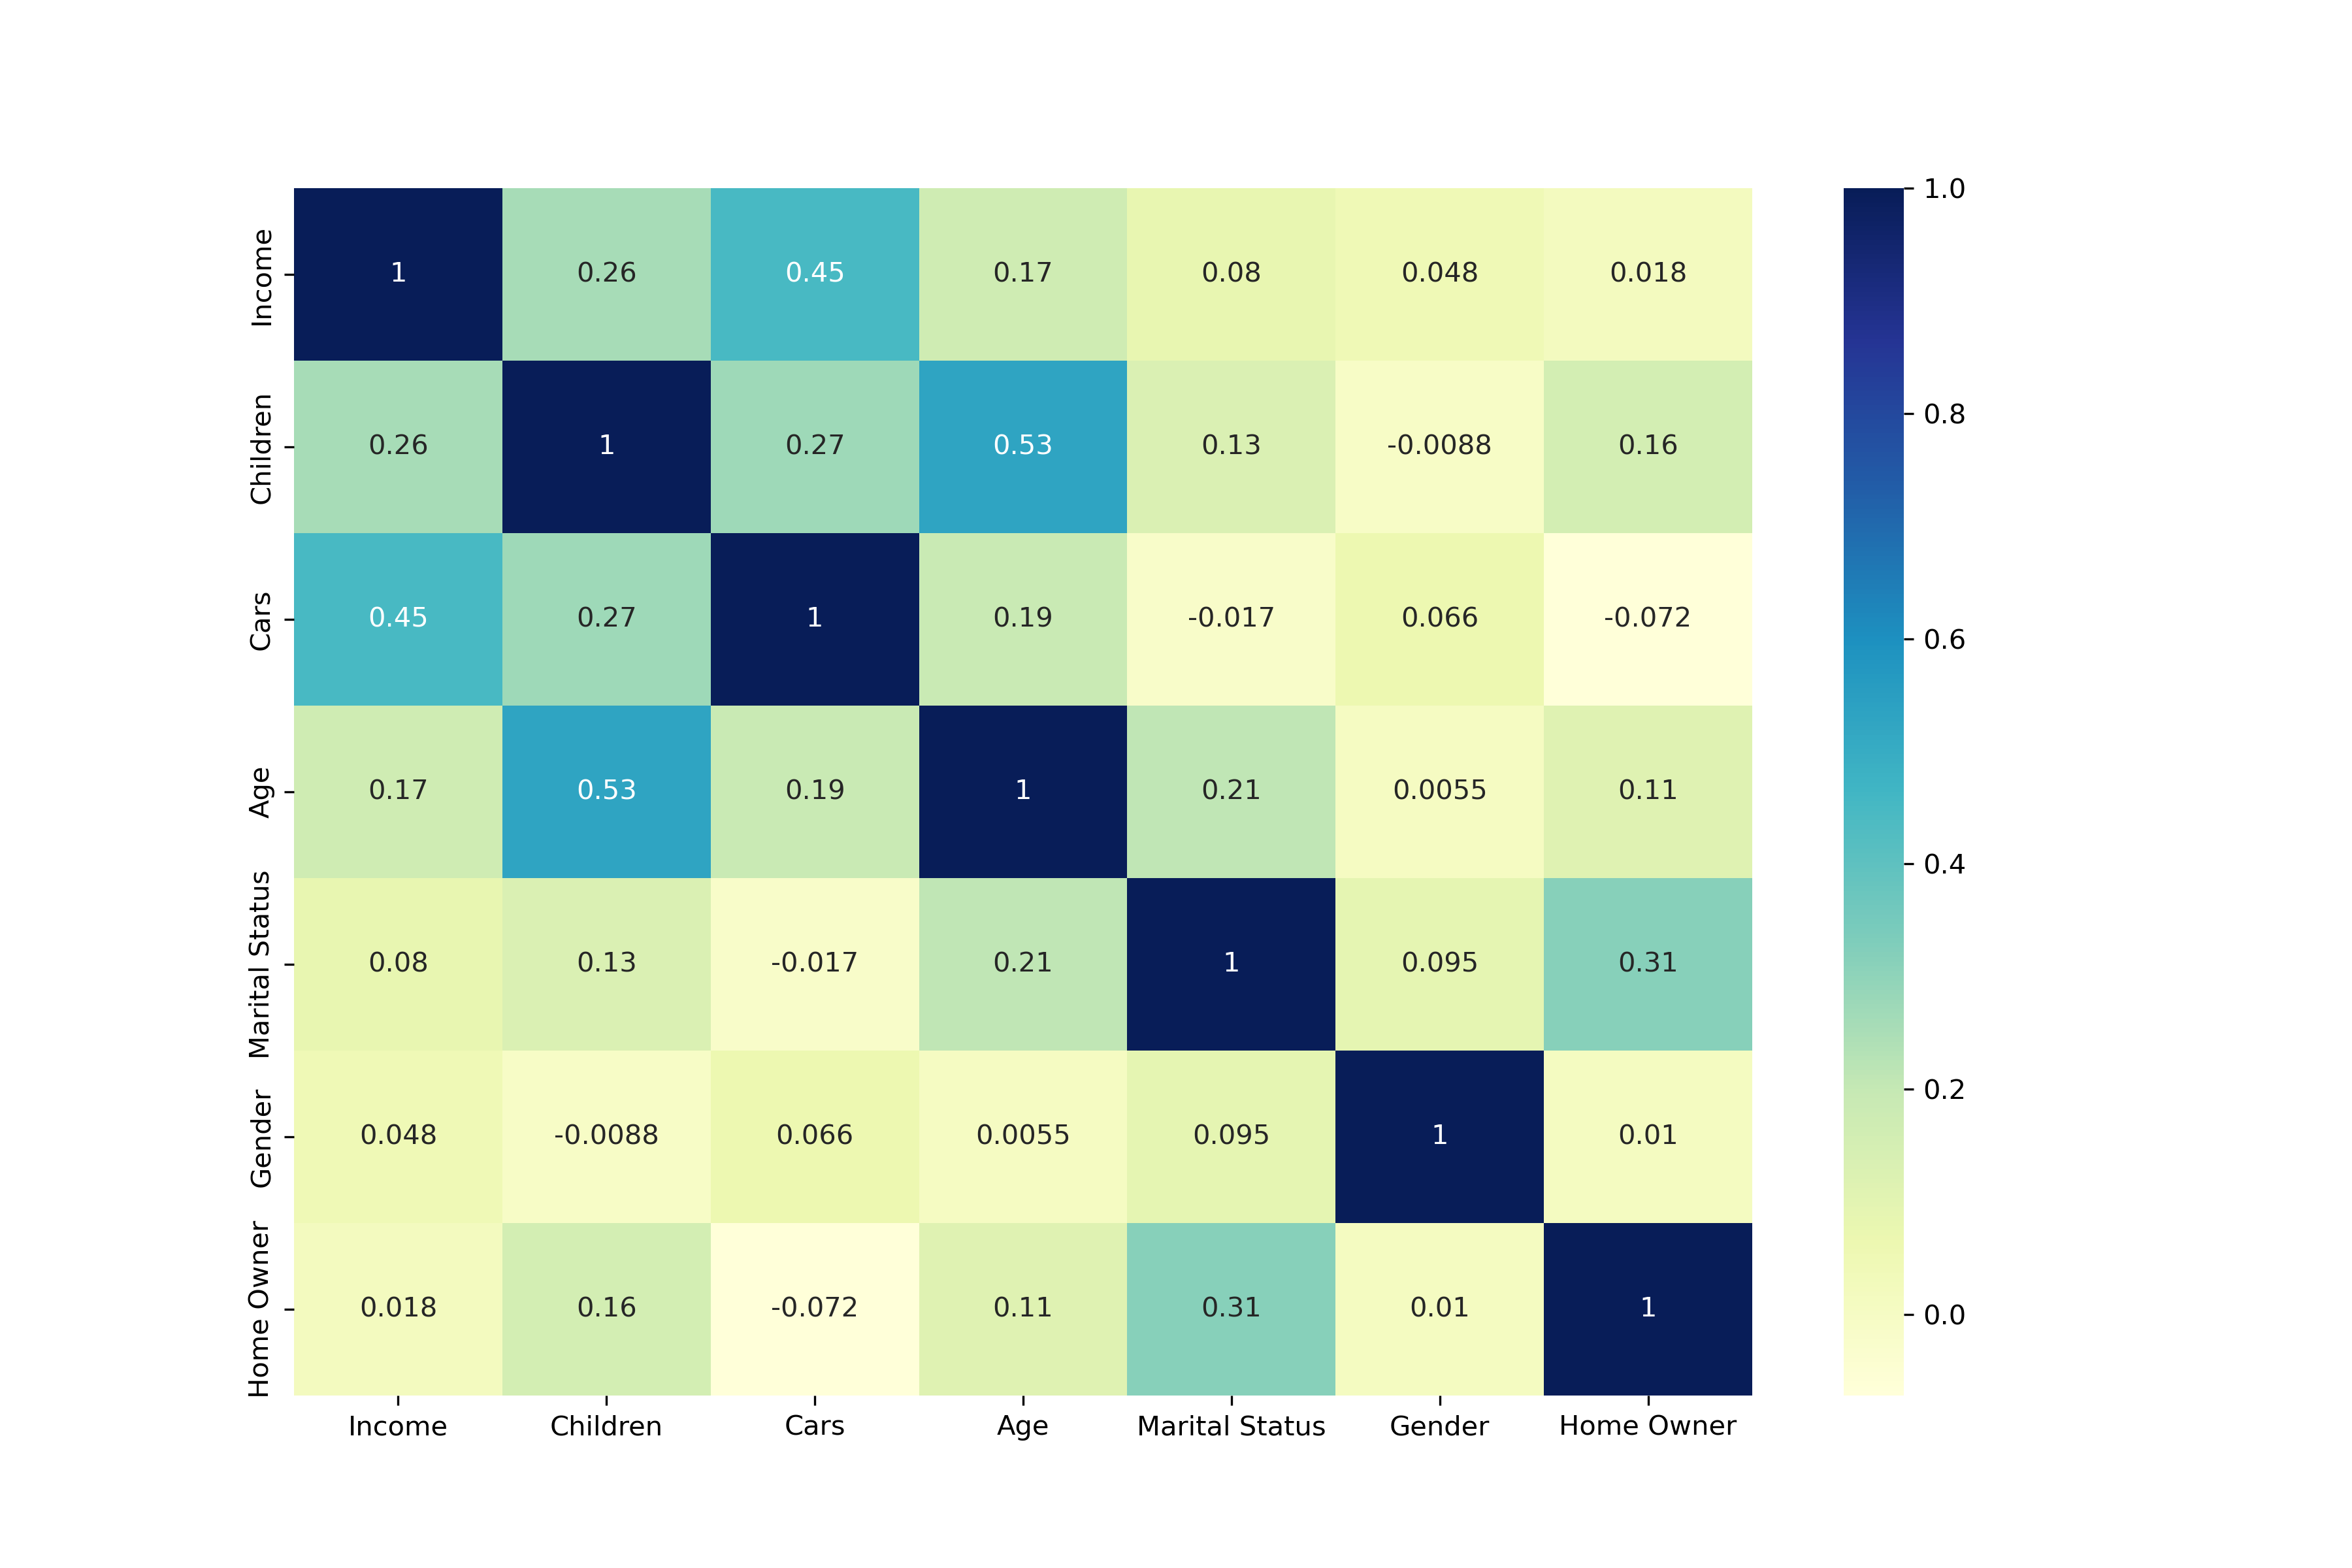 Income 1 0.26 0.45 0.17 0.08 0.048 0.018
Children 0.26 1 0.27 0.53 0.13 -0.0088 0.16
Cars 0.45 0.27 1 0.19 -0.017 0.066 -0.072
Age 0.17 0.53 0.19 1 0.21 0.0055 0.11
Marital Status 0.08 0.13 -0.017 0.21 1 0.095 0.31
Gender 0.048 -0.0088 0.066 0.0055 0.095 1 0.01
Home Owner 0.018 0.16 -0.072 0.11 0.31 0.01 1
Income Children Cars Age Marital Status Gender Home Owner
1.0
0.8
0.6
0.4
0.2
0.0